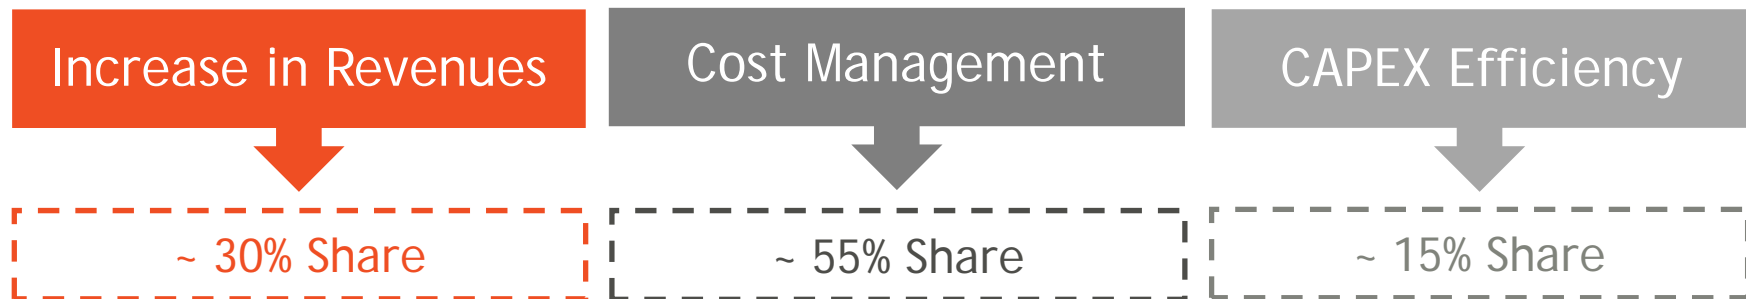 Increase in Revenues
Cost Management
CAPEX Efficiency
~ 30% Share
~ 55% Share
~ 15% Share